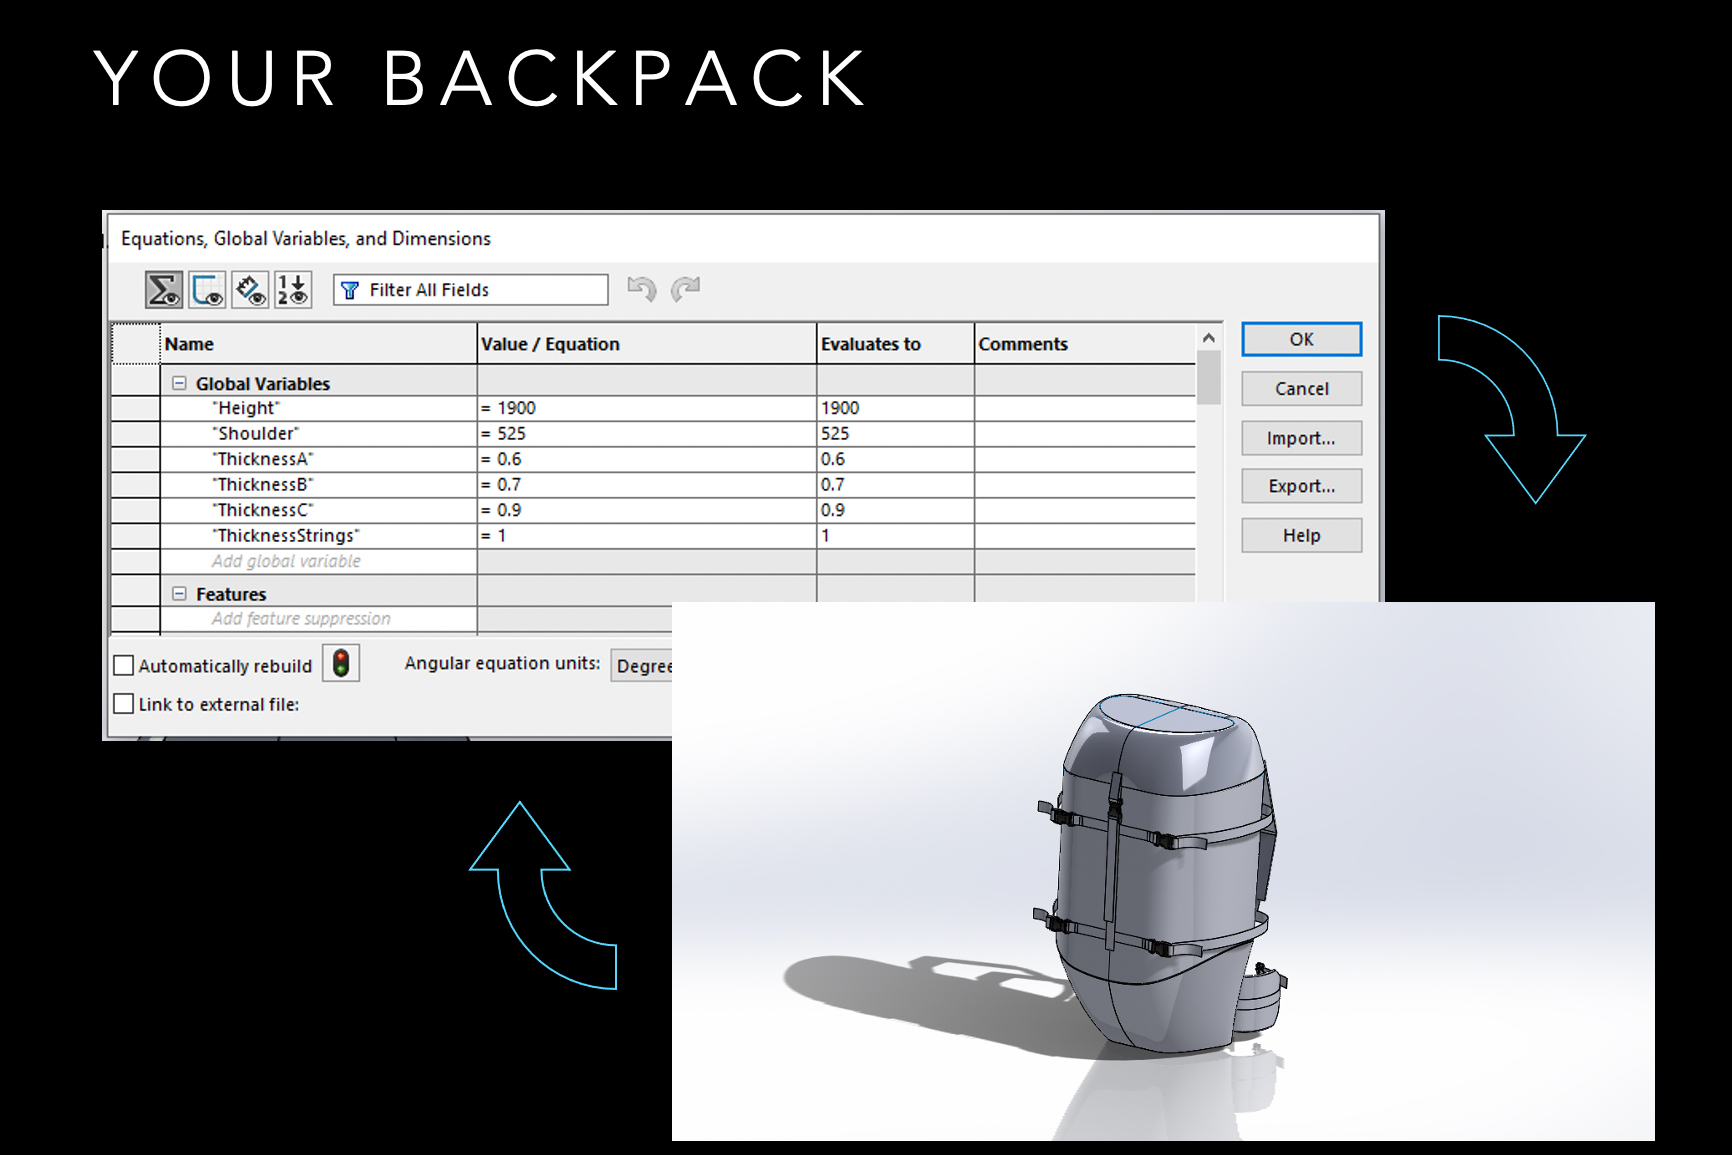 YOUR BACKPACK
Equations, Global Variables, and Dimensions
1
2
Filter All Fields
Name Value / Equation Evaluates to Comments
Global Variables
"Height" = 1900 1900
"Shoulder" = 525 525
"ThicknessA" = 0.6 0.6
"ThicknessB" = 0.7 0.7
"ThicknessC" = 0.9 0.9
"ThicknessStrings" = 1 1
Add global variable
Features
Add feature suppression
OK
Cancel
Import...
Export...
Help
Automatically rebuild Angular equation units: Degree
Link to external file: